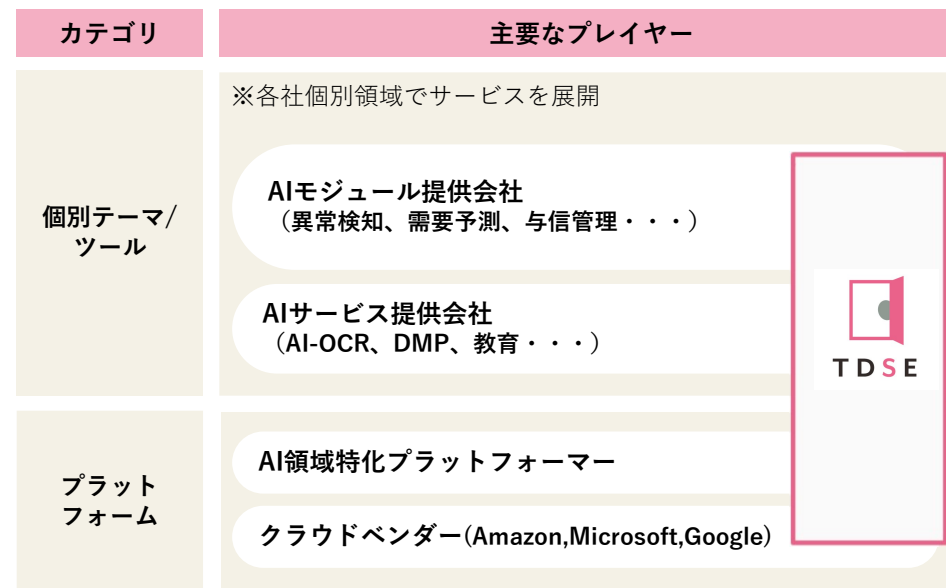 カテゴリ
主要なプレイヤー
個別テーマ/
ツール
※各社個別領域でサービスを展開
AIモジュール提供会社
（異常検知、需要予測、与信管理・・・）
AIサービス提供会社
（AI-OCR、DMP、教育・・・）
TDSE
プラット
フォーム
AI領域特化プラットフォーマー
クラウドベンダー(Amazon,Microsoft,Google)